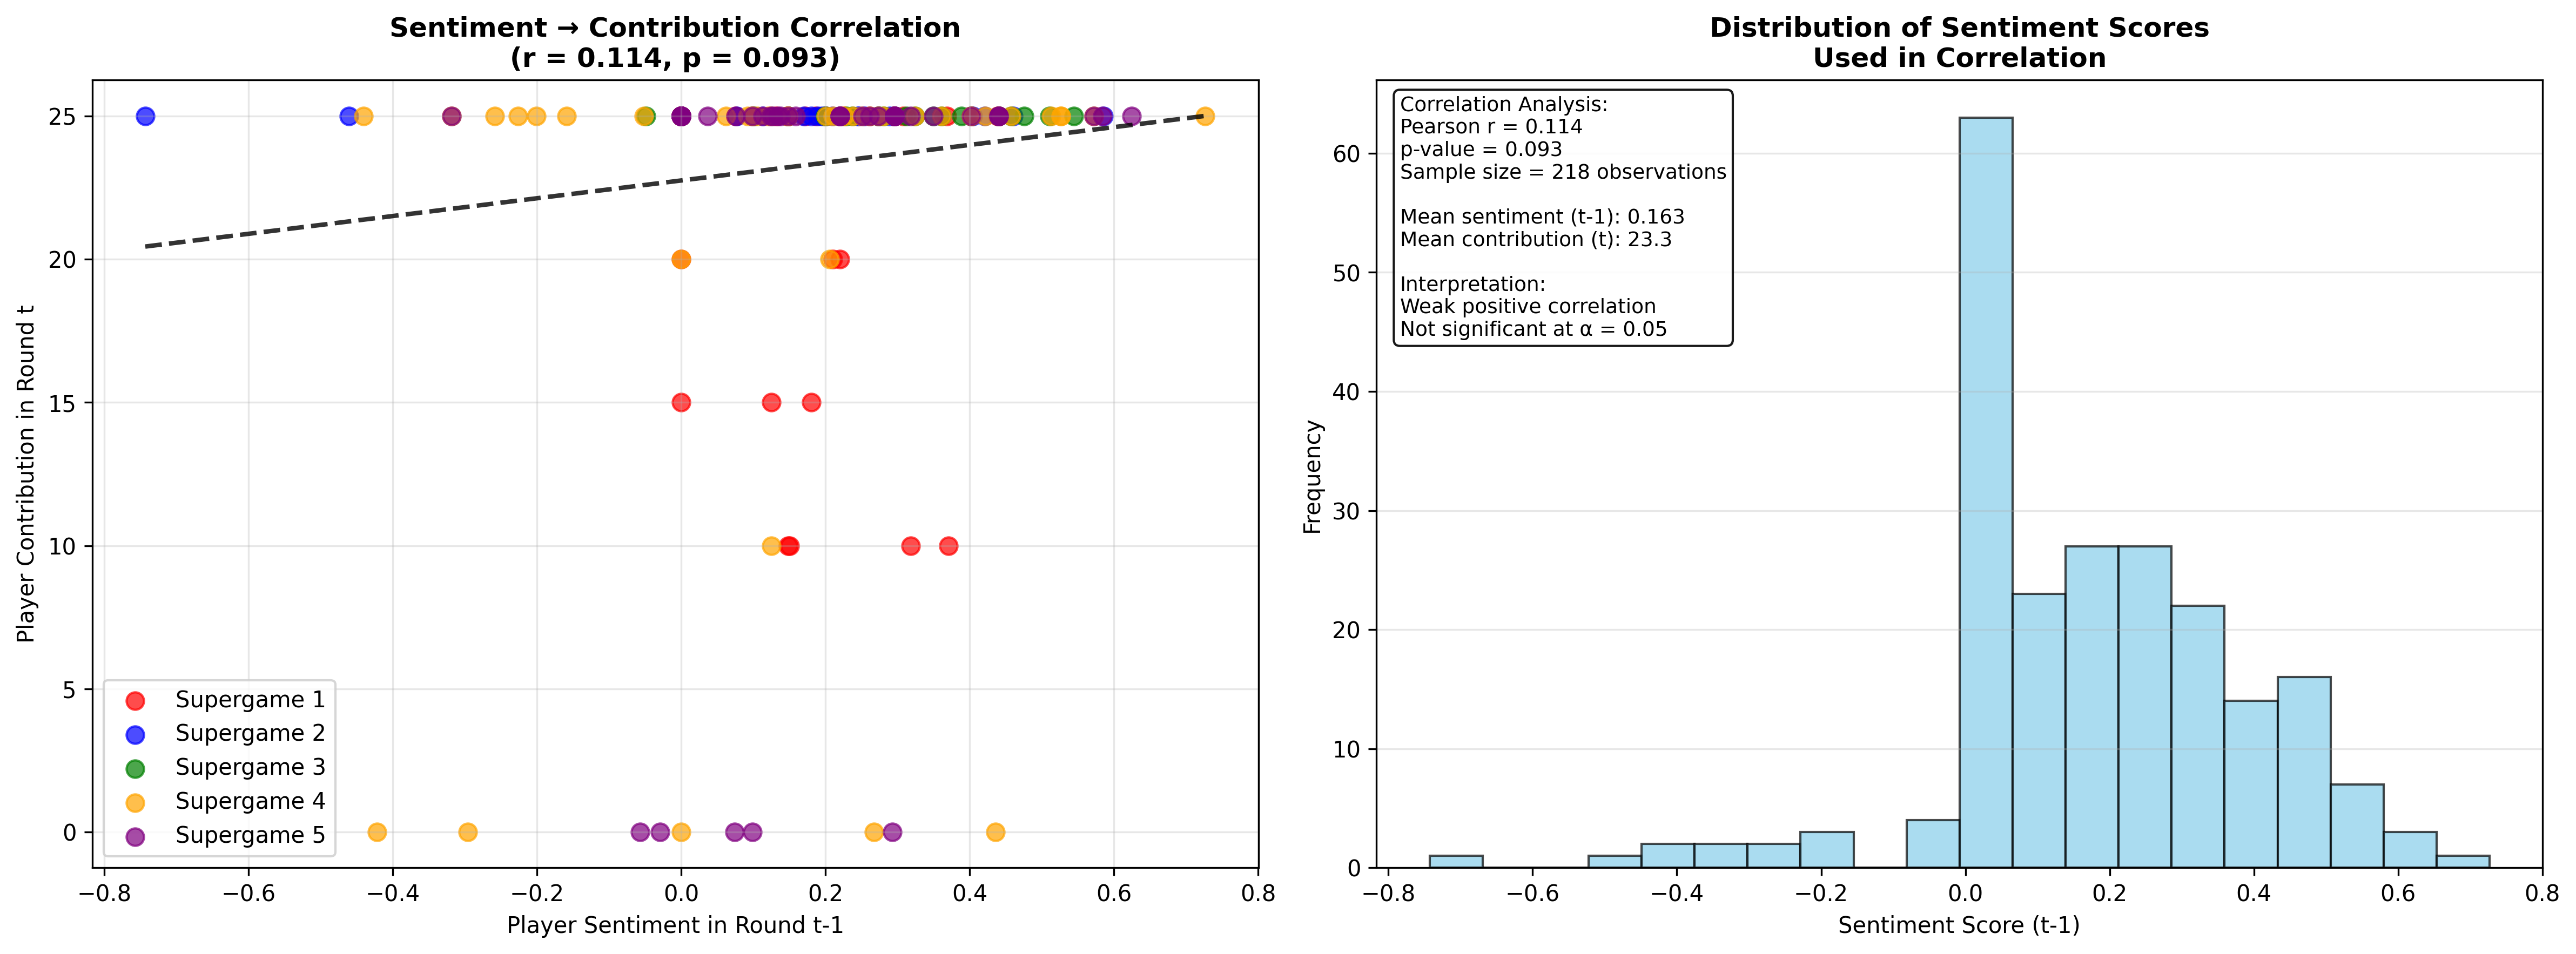 Sentiment → Contribution Correlation
(r = 0.114, p = 0.093)
Player Contribution in Round t
25
20
15
10
5
0
Supergame 1
Supergame 2
Supergame 3
Supergame 4
Supergame 5
−0.8
−0.6
−0.4
−0.2
0.0
0.2
0.4
0.6
0.8
Player Sentiment in Round t-1
Distribution of Sentiment Scores
Used in Correlation
Correlation Analysis:
Pearson r = 0.114
p-value = 0.093
Sample size = 218 observations
Mean sentiment (t-1): 0.163
Mean contribution (t): 23.3
Interpretation:
Weak positive correlation
Not significant at α = 0.05
Frequency
60
50
40
30
20
10
0
−0.8
−0.6
−0.4
−0.2
0.0
0.2
0.4
0.6
0.8
Sentiment Score (t-1)